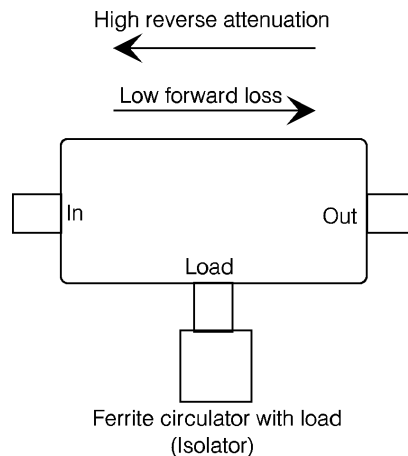 High reverse attenuation
Low forward loss
In
Out
Load
Ferrite circulator with load
(Isolator)